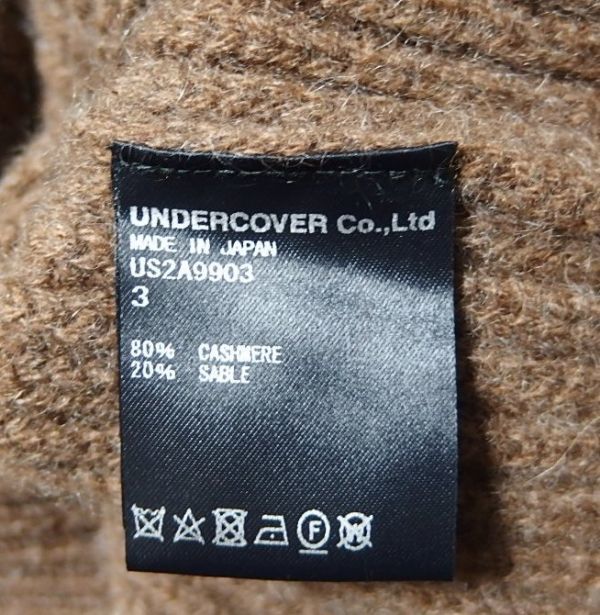 UNDERCOVER Co.,Ltd
MADE IN JAPAN
US2A9903
3
80% CASHMERE
20% SABLE
F W